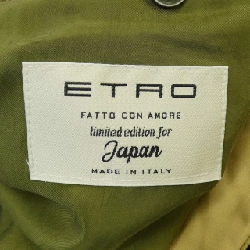 ETRO
FATTO CON AMORE
limited edition for
Japan
MADE IN ITALY